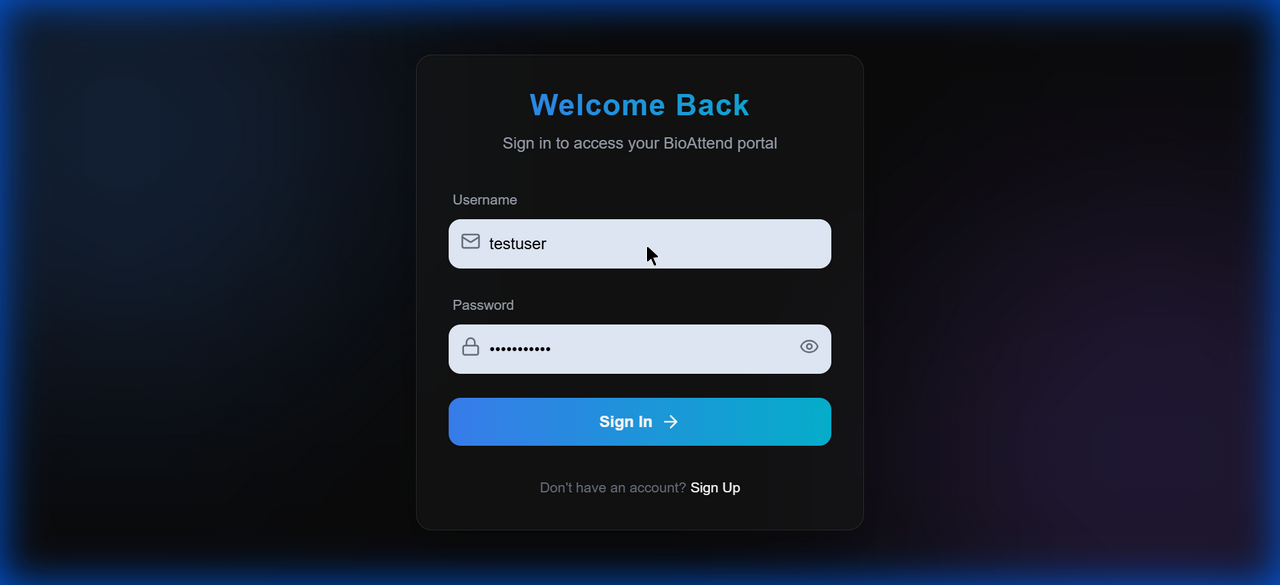 Welcome Back
Sign in to access your BioAttend portal
Username
testuser
Password
•••••••••••
Sign In
Don't have an account? Sign Up